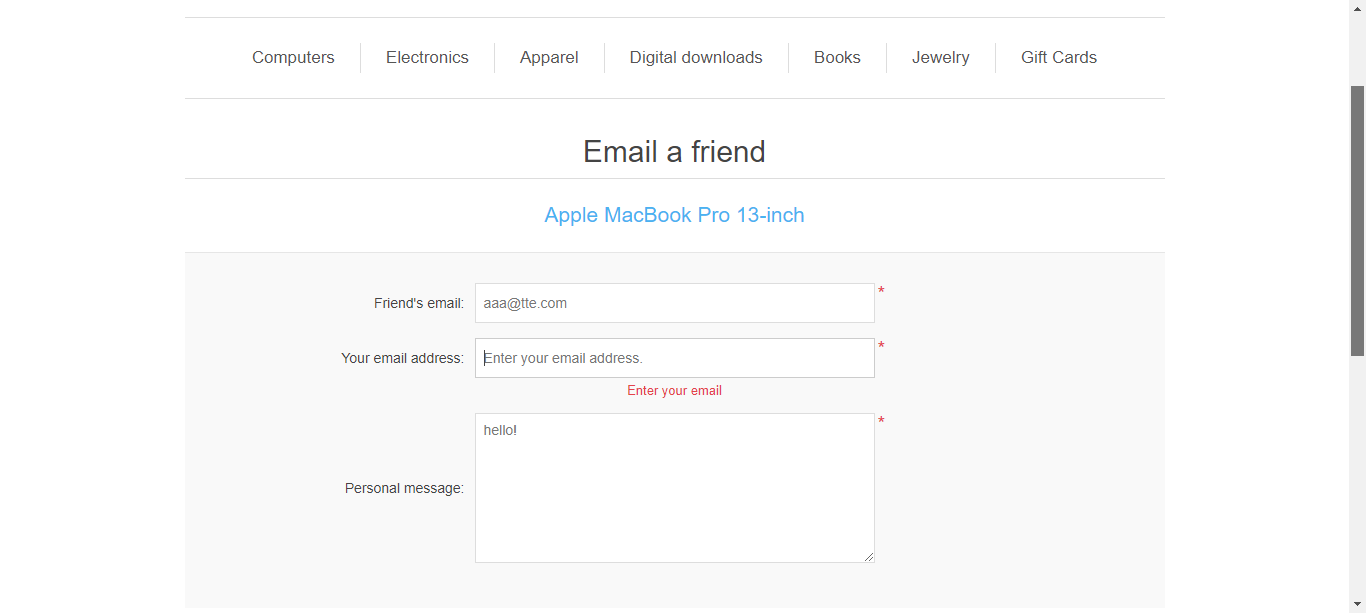 Computers Electronics Apparel Digital downloads Books Jewelry Gift Cards
Email a friend
Apple MacBook Pro 13-inch
Friend's email: aaa@tte.com *
Your email address: Enter your email address. *
Enter your email
hello! *
Personal message: